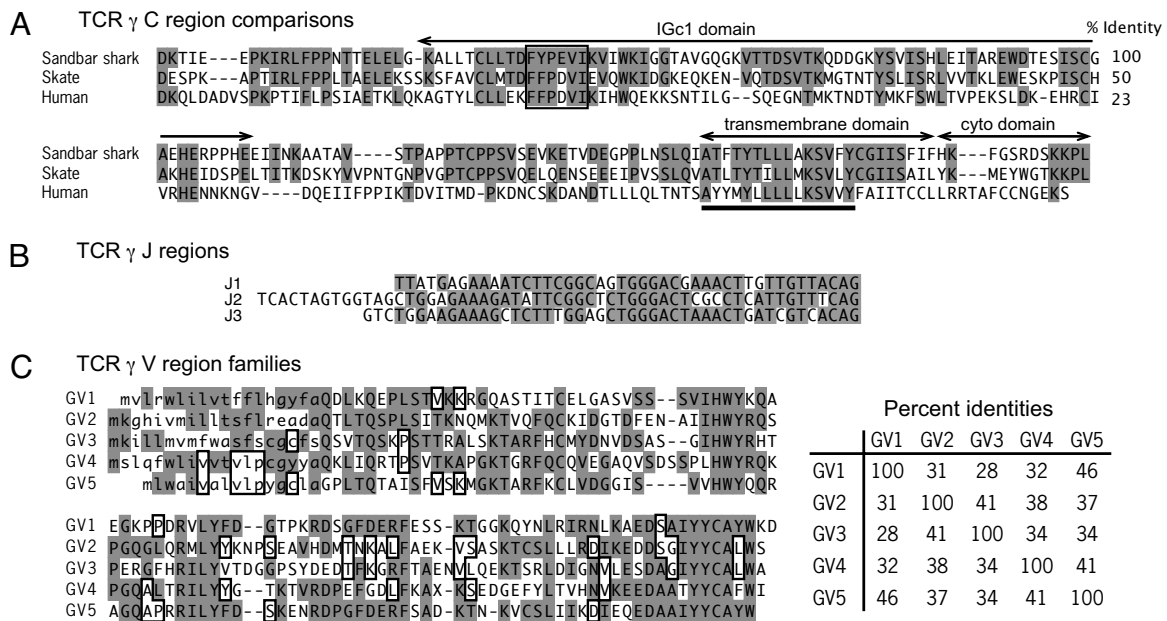 A TCR γ C region comparisons
IGc1 domain
% Identity
Sandbar shark DKTIE---EPKIRLFPPNTTELELG-KALLTCLLTDFYPEVIKVIWKIGGTAVGQGKVTTDSVTKQDDGKYSVISHLEITAREWDTESISCG 100
Skate DESPK---APTIRLFPPLTAELEKSSKSFAVCLMTDFFPDVIEVQWKIDGKEQKEN-VQTDSVTKMGTNTYSLISRLVVTKLEWESKPISCH 50
Human DKQLDADVSPKPTIFLPSIAETKLQKAGTYLCLLEKFFPDVIKIHWQEKKSNTILG--SQEGNTMKTNDTYMKFSWLTVPEKSLDK-EHRCI 23
transmembrane domain cyto domain
Sandbar shark AEHERPPHEEIINKAATAV----STPAPPTCPPSVSEVKETVDEGPPLNSLQIATFTYTLLLAKSVFYCGIISFIFHK---FGSRDSKKPL
Skate AKHEIDSPELTITKDSKYVVPNTGNPVGPTCPPSVQELQENSEEEIPVSSLQVATLTYTILLMKSVLYCGIISAILYK---MEYWGTKKPL
Human VRHENNKNGV----DQEIIFPPIKTDVITMD-PKDNCSKDANDTLLLQLTNTSAYYMYLLLLLKSVVYFAIITCCLLRRTAFCCNGEKS
B TCR γ J regions
J1 TTATGAGAAAATCTTCGGCAGTGGGACGAAACTTGTTGTTACAG
J2 TCACTAGTGGTAGCTGGAGAAAGATATTCGGCTCTGGGACTCGCCTCATTGTTTCAG
J3 GTCTGGAAGAAAGCTCTTTGGAGCTGGGACTAAACTGATCGTCACAG
C TCR γ V region families
GV1 mvlrwlilvtfflhgyfaQDLKQEPLSTVKKRGQASTITCELGASVSS--SVIHWYKQA
GV2 mkghivmilltsflreadaQTLTQSPLSITKNQMKTVQFQCKIDGTDFEN-AIIHWYRQS
GV3 mkillmvmfwasfscgcfsQSVTQSKPSTTRALSKTARFHCMYDNVDSAS--GIHWYRHT
GV4 mslqfwlivvtvlpcgyyaQKLIQRTPSVTKAPGKTGRFQCQVEGAQVSDSSPLHWYRQK
GV5 mlwaivalvlpygclaGPLTQTAISFVSKMGKTARFKCLVDGGIS----VVHWYQQR
GV1 EGKPPDRVLYFD--GTPKRDSGFDERFESS-KTGGKQYNLRIRNLKAEDSAIYYCAYWKD
GV2 PGQGLQRMLYYKNPSEAVHDMTNKALFAEKVSASKTCSLLLRDIKEDDSGIYYCALWS
GV3 PERGFHRILYVTDGGPSYDEDTFKGRFTAENVLQEKTSRLDIGNVLESDAGIYYCALWA
GV4 PGQALTRILYYG--TKTVRDPEFGDLFKAX-KSEDGEFYLTVHNVKEEDAATYYCAFWI
GV5 AGQAPRRILYFD--SKENRDPGFDERFSAD-KTN-KVCSLIIKDIEQEDAAIYYCAYW
Percent identities
GV1 GV2 GV3 GV4 GV5
GV1 100 31 28 32 46
GV2 31 100 41 38 37
GV3 28 41 100 34 34
GV4 32 38 34 100 41
GV5 46 37 34 41 100